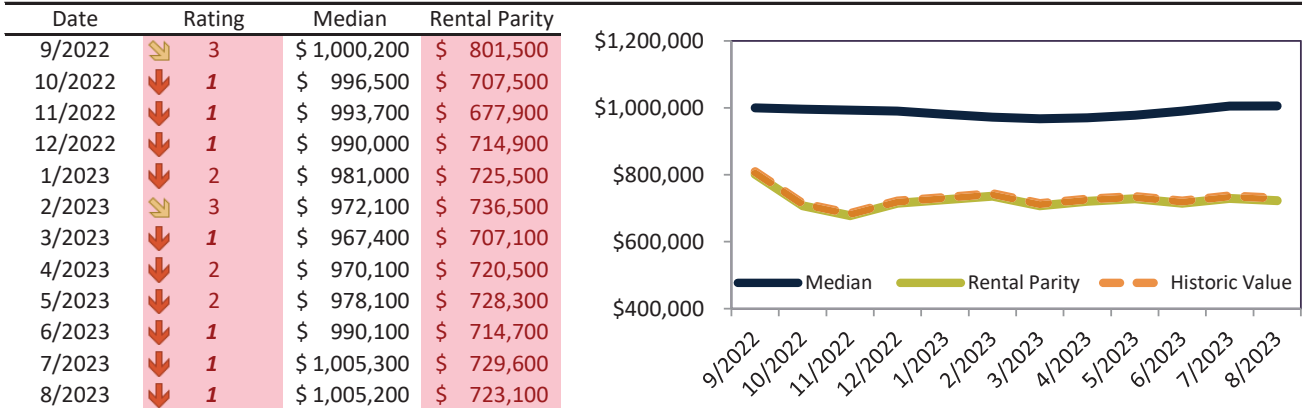 Date Rating Median Rental Parity
9/2022 3 $ 1,000,200 $ 801,500
10/2022 1 $ 996,500 $ 707,500
11/2022 1 $ 993,700 $ 677,900
12/2022 1 $ 990,000 $ 714,900
1/2023 2 $ 981,000 $ 725,500
2/2023 3 $ 972,100 $ 736,500
3/2023 1 $ 967,400 $ 707,100
4/2023 2 $ 970,100 $ 720,500
5/2023 2 $ 978,100 $ 728,300
6/2023 1 $ 990,100 $ 714,700
7/2023 1 $ 1,005,300 $ 729,600
8/2023 1 $ 1,005,200 $ 723,100
$1,200,000
$1,000,000
$800,000
$600,000
$400,000
Median Rental Parity Historic Value
9/2022 10/2022 11/2022 12/2022 1/2023 2/2023 3/2023 4/2023 5/2023 6/2023 7/2023 8/2023